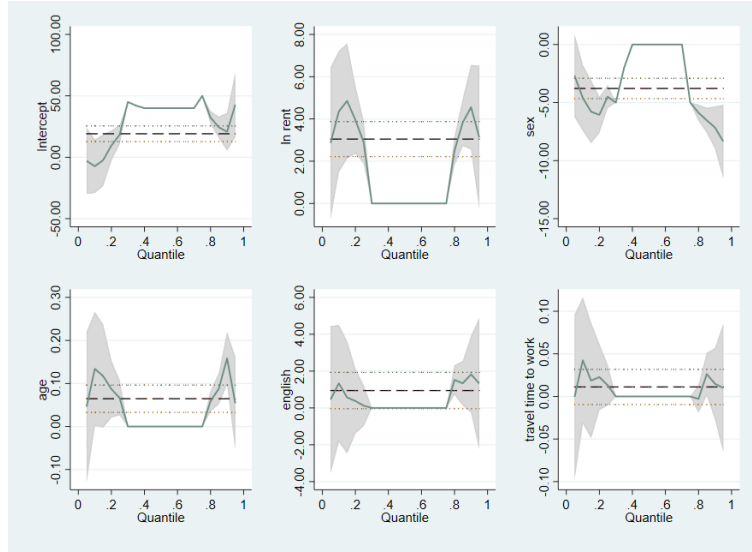 Intercept
100.00
50.00
0.00
-50.00
0 .2 .4 .6 .8 1
Quantile
ln rent
8.00
6.00
4.00
2.00
0.00
0 .2 .4 .6 .8 1
Quantile
sex
0.00
-5.00
-10.00
-15.00
0 .2 .4 .6 .8 1
Quantile
age
0.30
0.20
0.10
0.00
-0.10
0 .2 .4 .6 .8 1
Quantile
english
6.00
4.00
2.00
0.00
-2.00
-4.00
0 .2 .4 .6 .8 1
Quantile
travel time to work
0.10
0.05
0.00
-0.05
-0.10
0 .2 .4 .6 .8 1
Quantile